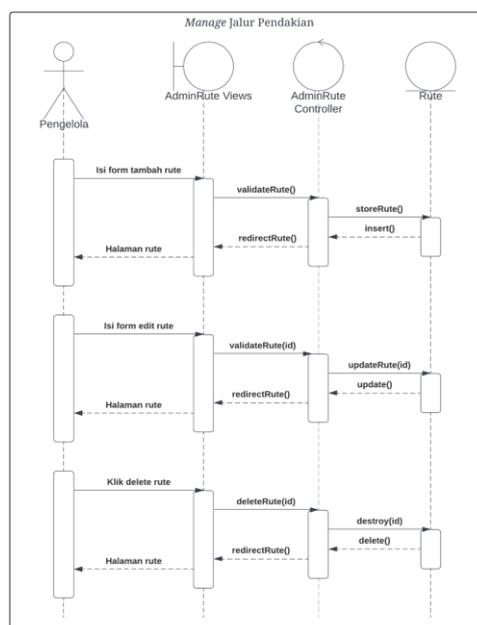 Manage Jalur Pendakian
Pengelola
AdminRute Views
AdminRute
Controller
Rute
Isi form tambah rute
validateRute()
storeRute()
insert()
redirectRute()
Halaman rute
Isi form edit rute
validateRute(id)
updateRute(id)
update()
redirectRute()
Halaman rute
Klik delete rute
deleteRute(id)
destroy(id)
delete()
redirectRute()
Halaman rute